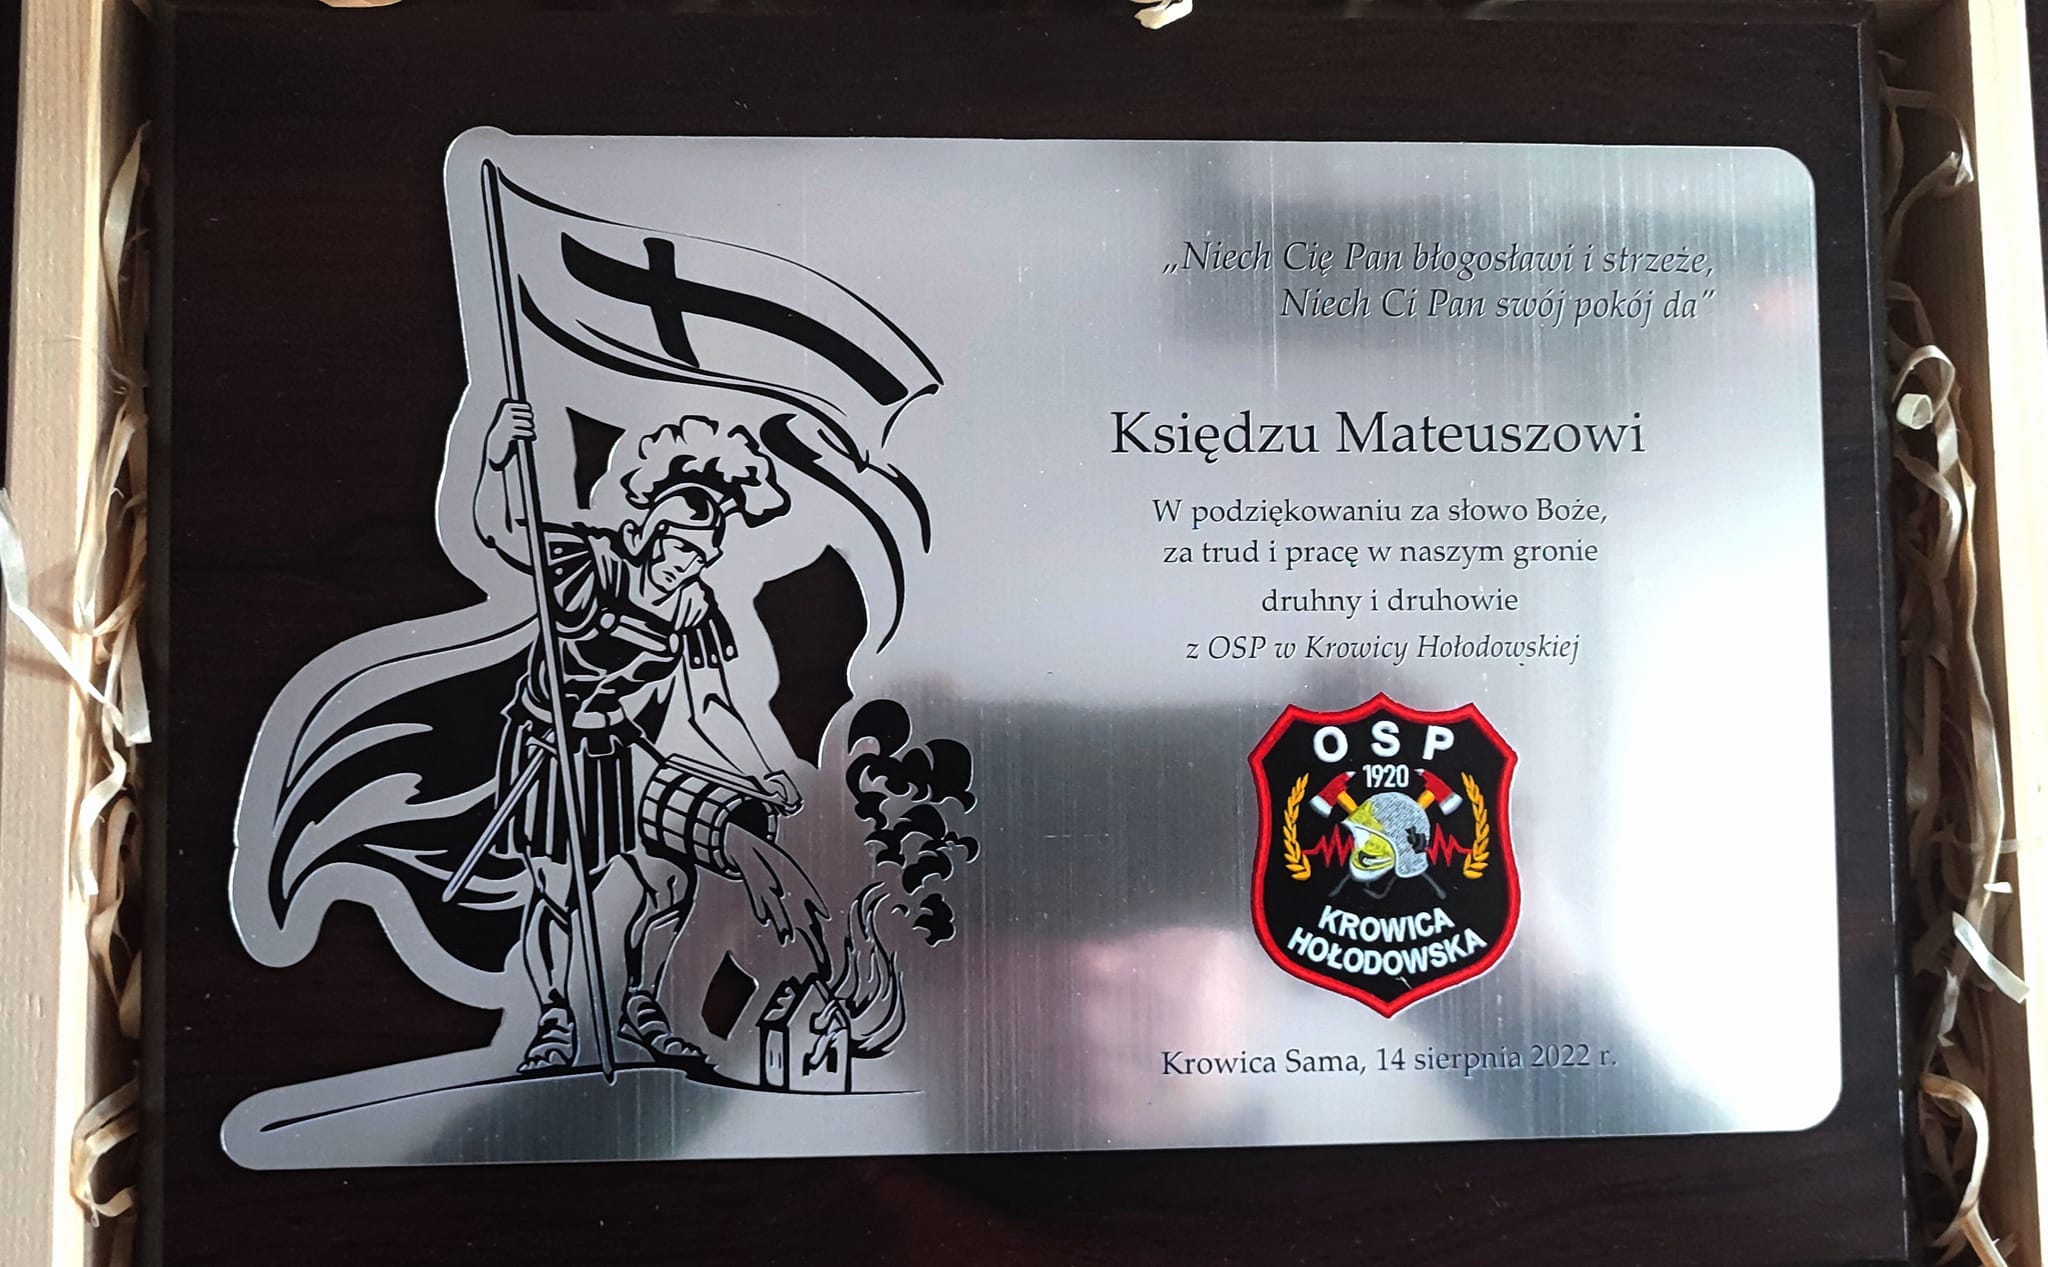 „Niech Cię Pan błogosławi i strzeże,
Niech Ci Pan swój pokój da”
Księdzu Mateuszowi
W podziękowaniu za słowo Boże,
za trud i pracę w naszym gronie
druhny i druhowie
z OSP w Krowicy Hołodowskiej
OSP
1920
KROWICA
HOŁODOWSKA
Krowica Sama, 14 sierpnia 2022 r.